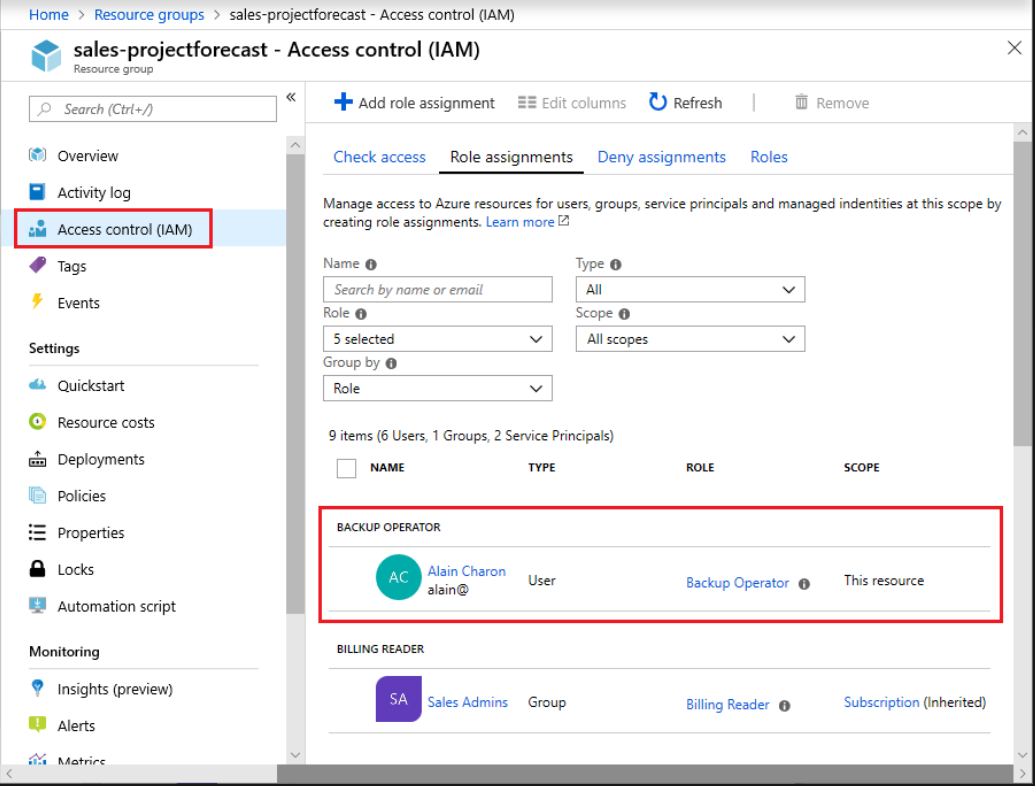 Home > Resource groups > sales-projectforecast - Access control (IAM)
sales-projectforecast - Access control (IAM)
Resource group
Search (Ctrl+/)
Overview
Activity log
Access control (IAM)
Tags
Events
Settings
Quickstart
Resource costs
Deployments
Policies
Properties
Locks
Automation script
Monitoring
Insights (preview)
Alerts
Metrics
Add role assignment Edit columns Refresh Remove
Check access Role assignments Deny assignments Roles
Manage access to Azure resources for users, groups, service principals and managed indentities at this scope by
creating role assignments. Learn more
Name Type
Search by name or email All
Role Scope
5 selected All scopes
Group by
Role
9 items (6 Users, 1 Groups, 2 Service Principals)
NAME TYPE ROLE SCOPE
BACKUP OPERATOR
AC Alain Charon User Backup Operator This resource
alain@
BILLING READER
SA Sales Admins Group Billing Reader Subscription (Inherited)